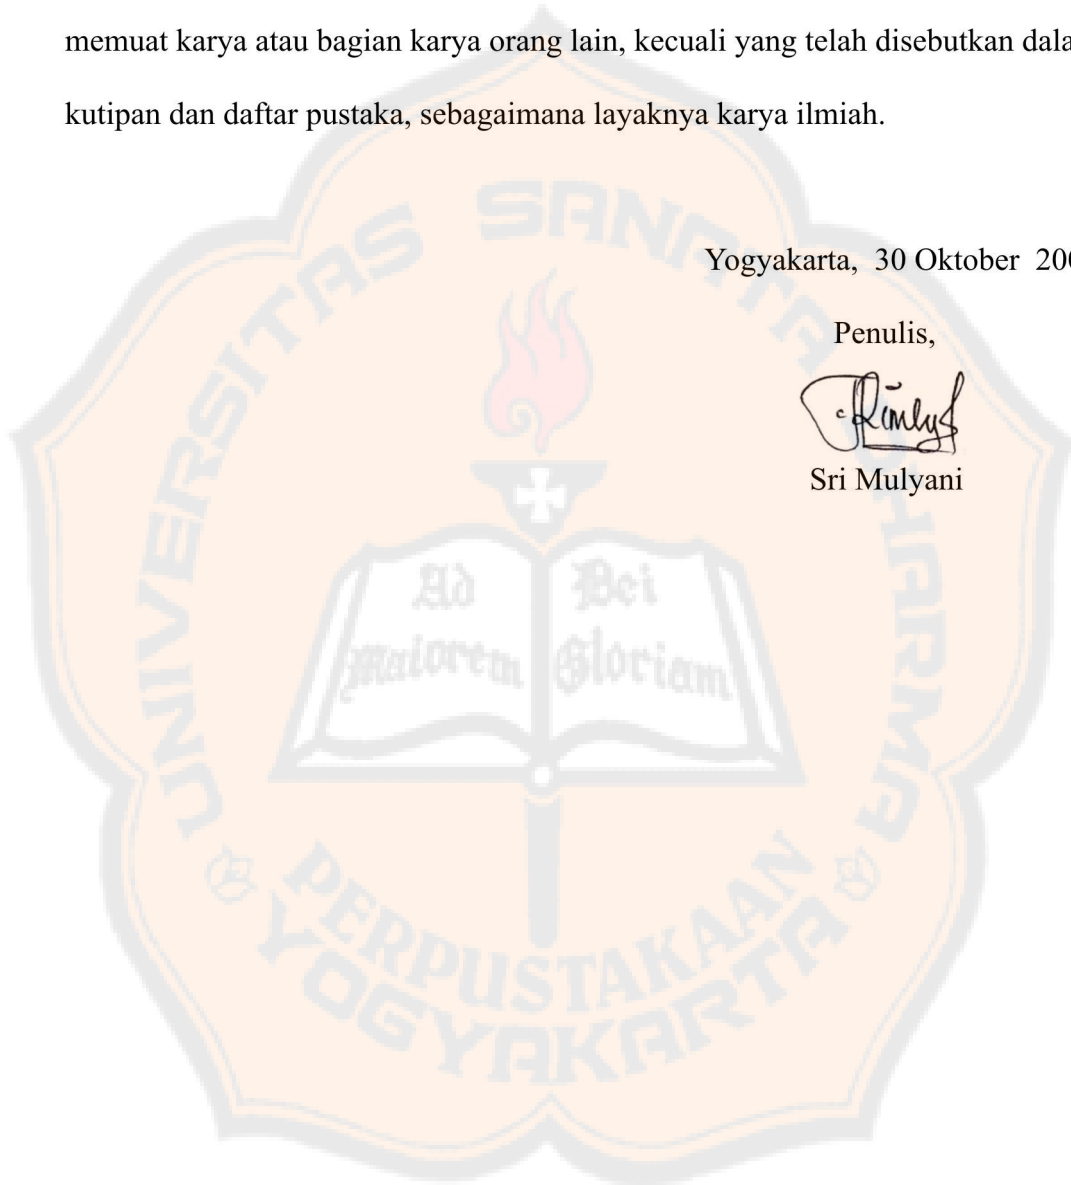 memuat karya atau bagian karya orang lain, kecuali yang telah disebutkan dala
kutipan dan daftar pustaka, sebagaimana layaknya karya ilmiah.
Yogyakarta, 30 Oktober 200
Penulis,
Sri Mulyani
UNIVERSITAS SANATA DHARMA
Ad Dei
Maiorem Gloriam
PERPUSTAKAAN
YOGYAKARTA